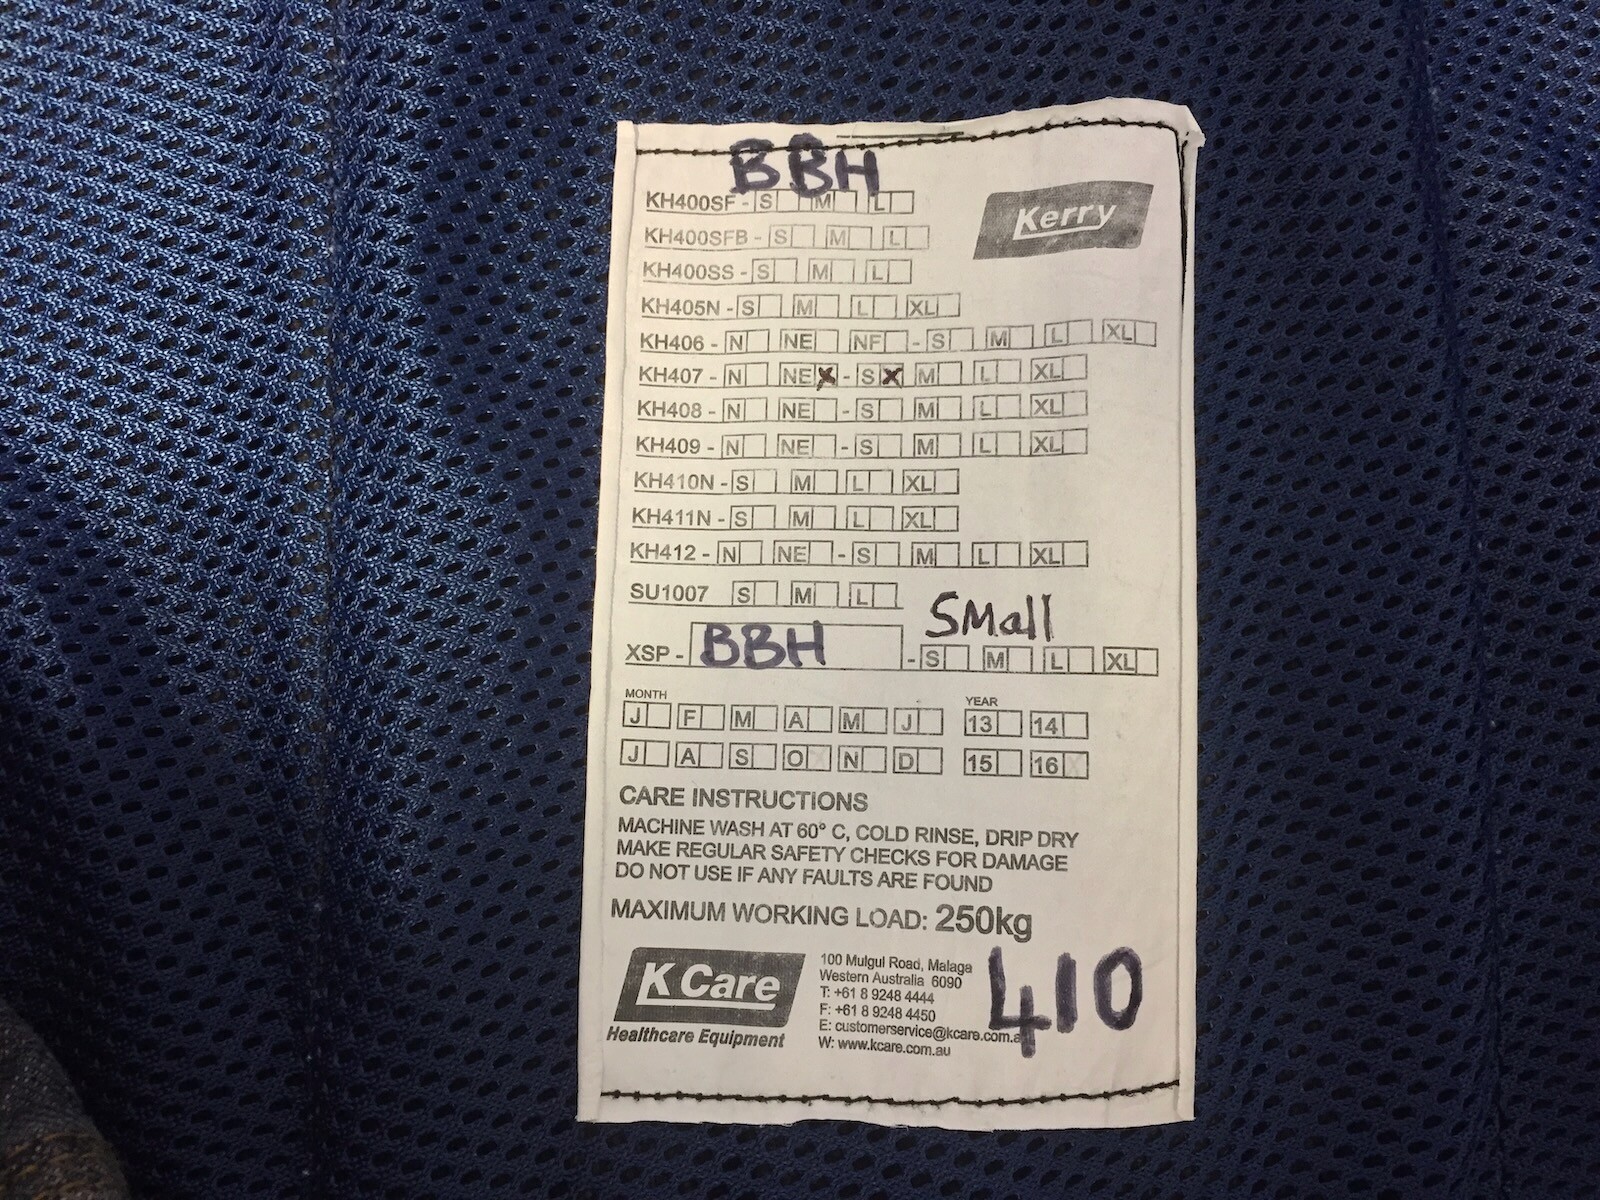 BBH
Kerry
KH400SF - S M L
KH400SFB - S M L
KH400SS - S M L
KH405N - S M L XL
KH406 - N NE NF - S M L XL
KH407 - N NE X - S X M L XL
KH408 - N NE - S M L XL
KH409 - N NE - S M L XL
KH410N - S M L XL
KH411N - S M L XL
KH412 - N NE - S M L XL
SU1007 S M L
Small
XSP - BBH - S M L XL
MONTH YEAR
J F M A M J 13 14
J A S O X N D 15 16 X
CARE INSTRUCTIONS
MACHINE WASH AT 60° C, COLD RINSE, DRIP DRY
MAKE REGULAR SAFETY CHECKS FOR DAMAGE
DO NOT USE IF ANY FAULTS ARE FOUND
MAXIMUM WORKING LOAD: 250kg
K Care
Healthcare Equipment
100 Mulgul Road, Malaga
Western Australia 6090
T: +61 8 9248 4444
F: +61 8 9248 4450
E: customerservice@kcare.com.a
W: www.kcare.com.au
410